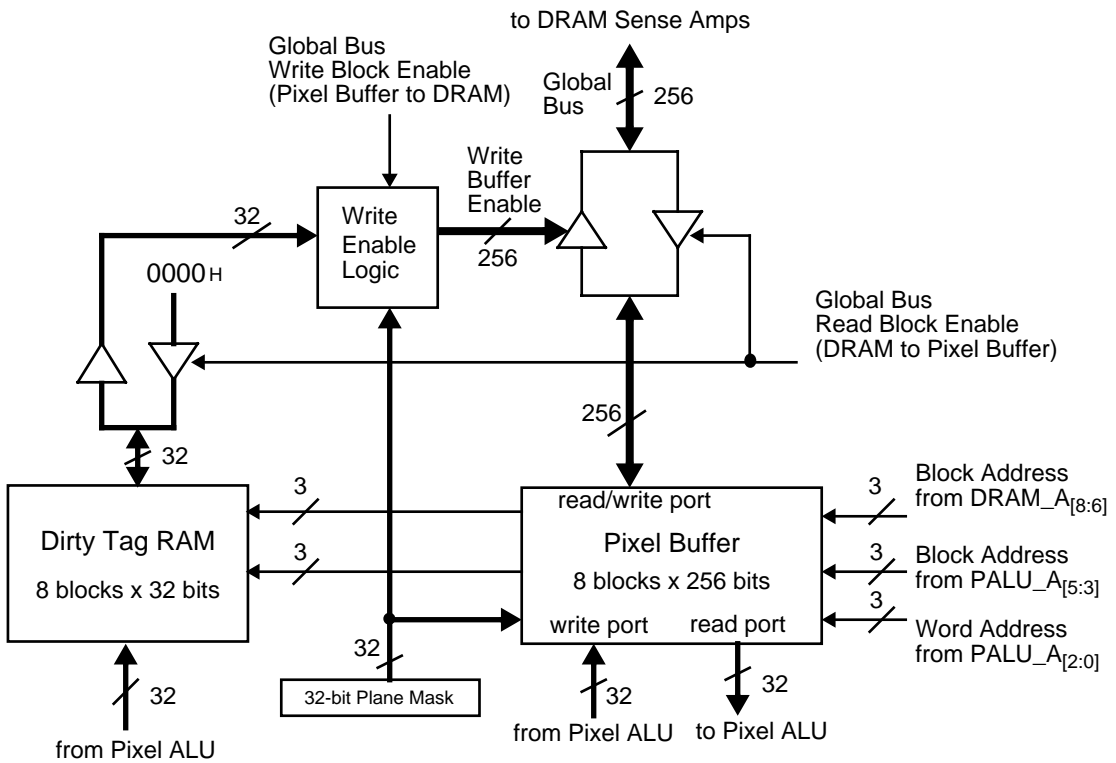 to DRAM Sense Amps
Global Bus
Write Block Enable
(Pixel Buffer to DRAM)
Global
Bus
256
Write
Buffer
Enable
32
Write
Enable
Logic
256
0000H
Global Bus
Read Block Enable
(DRAM to Pixel Buffer)
256
32
3
read/write port
3
Block Address
from DRAM_A[8:6]
Dirty Tag RAM
8 blocks x 32 bits
3
Pixel Buffer
8 blocks x 256 bits
3
Block Address
from PALU_A[5:3]
3
write port
read port
Word Address
from PALU_A[2:0]
32
32-bit Plane Mask
32
from Pixel ALU
32
from Pixel ALU
32
to Pixel ALU